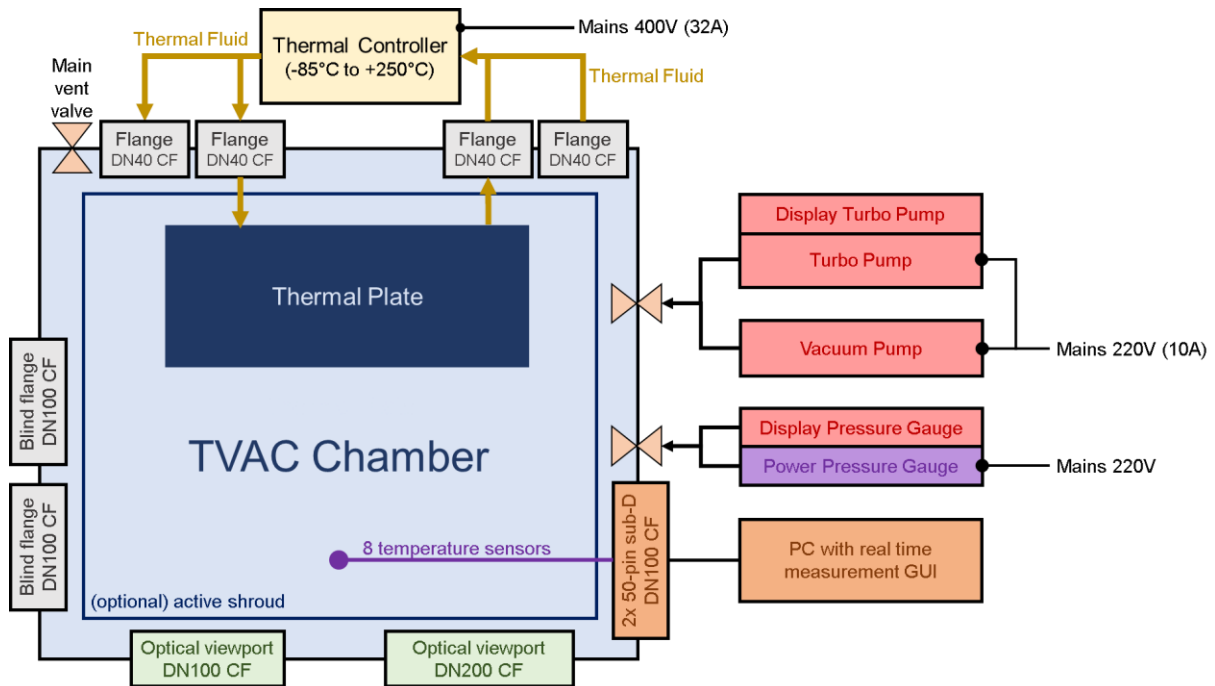 Mains 400V (32A)
Thermal Fluid
Thermal Controller
(-85°C to +250°C)
Thermal Fluid
Main
vent
valve
Flange
DN40 CF
Flange
DN40 CF
Flange
DN40 CF
Flange
DN40 CF
Display Turbo Pump
Turbo Pump
Thermal Plate
Vacuum Pump
Mains 220V (10A)
Blind flange
DN100 CF
Display Pressure Gauge
TVAC Chamber
Power Pressure Gauge
Mains 220V
Blind flange
DN100 CF
8 temperature sensors
2x 50-pin sub-D
DN100 CF
PC with real time
measurement GUI
(optional) active shroud
Optical viewport
DN100 CF
Optical viewport
DN200 CF